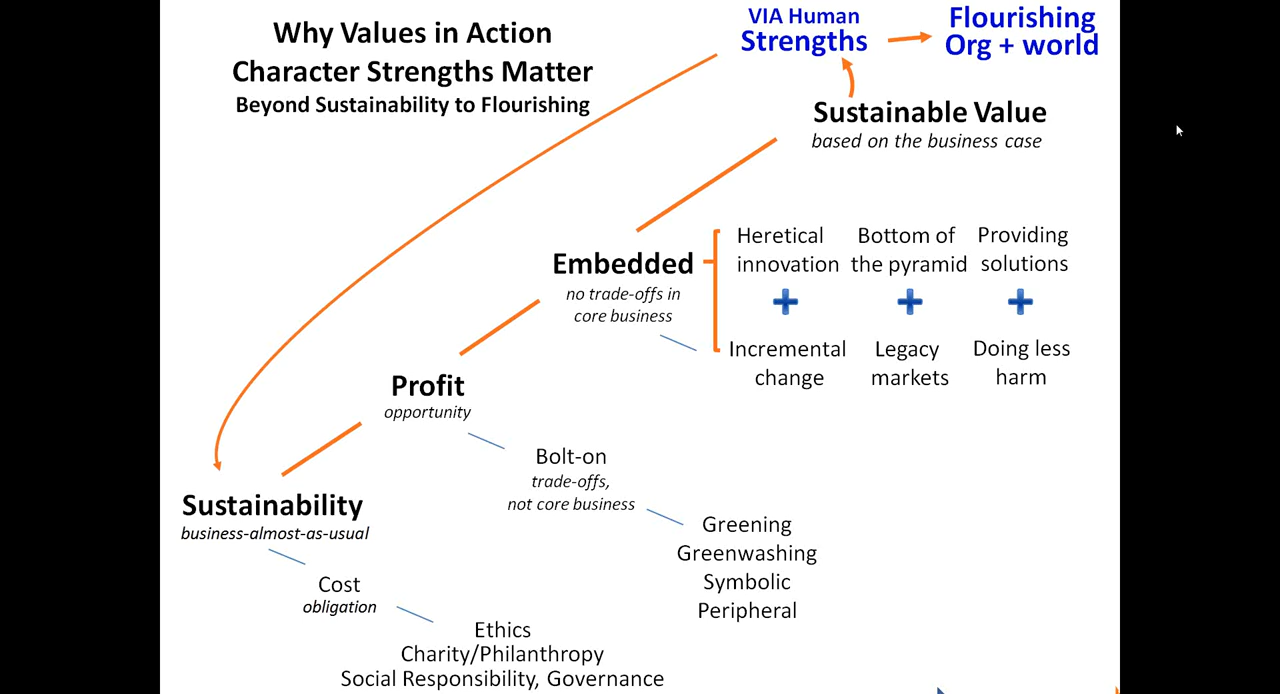 Why Values in Action
Character Strengths Matter
Beyond Sustainability to Flourishing
VIA Human
Strengths
Flourishing
Org + world
Sustainable Value
based on the business case
Embedded
no trade-offs in
core business
Heretical
innovation
Bottom of
the pyramid
Providing
solutions
Incremental
change
Legacy
markets
Doing less
harm
Profit
opportunity
Bolt-on
trade-offs,
not core business
Greening
Greenwashing
Symbolic
Peripheral
Sustainability
business-almost-as-usual
Cost
obligation
Ethics
Charity/Philanthropy
Social Responsibility, Governance